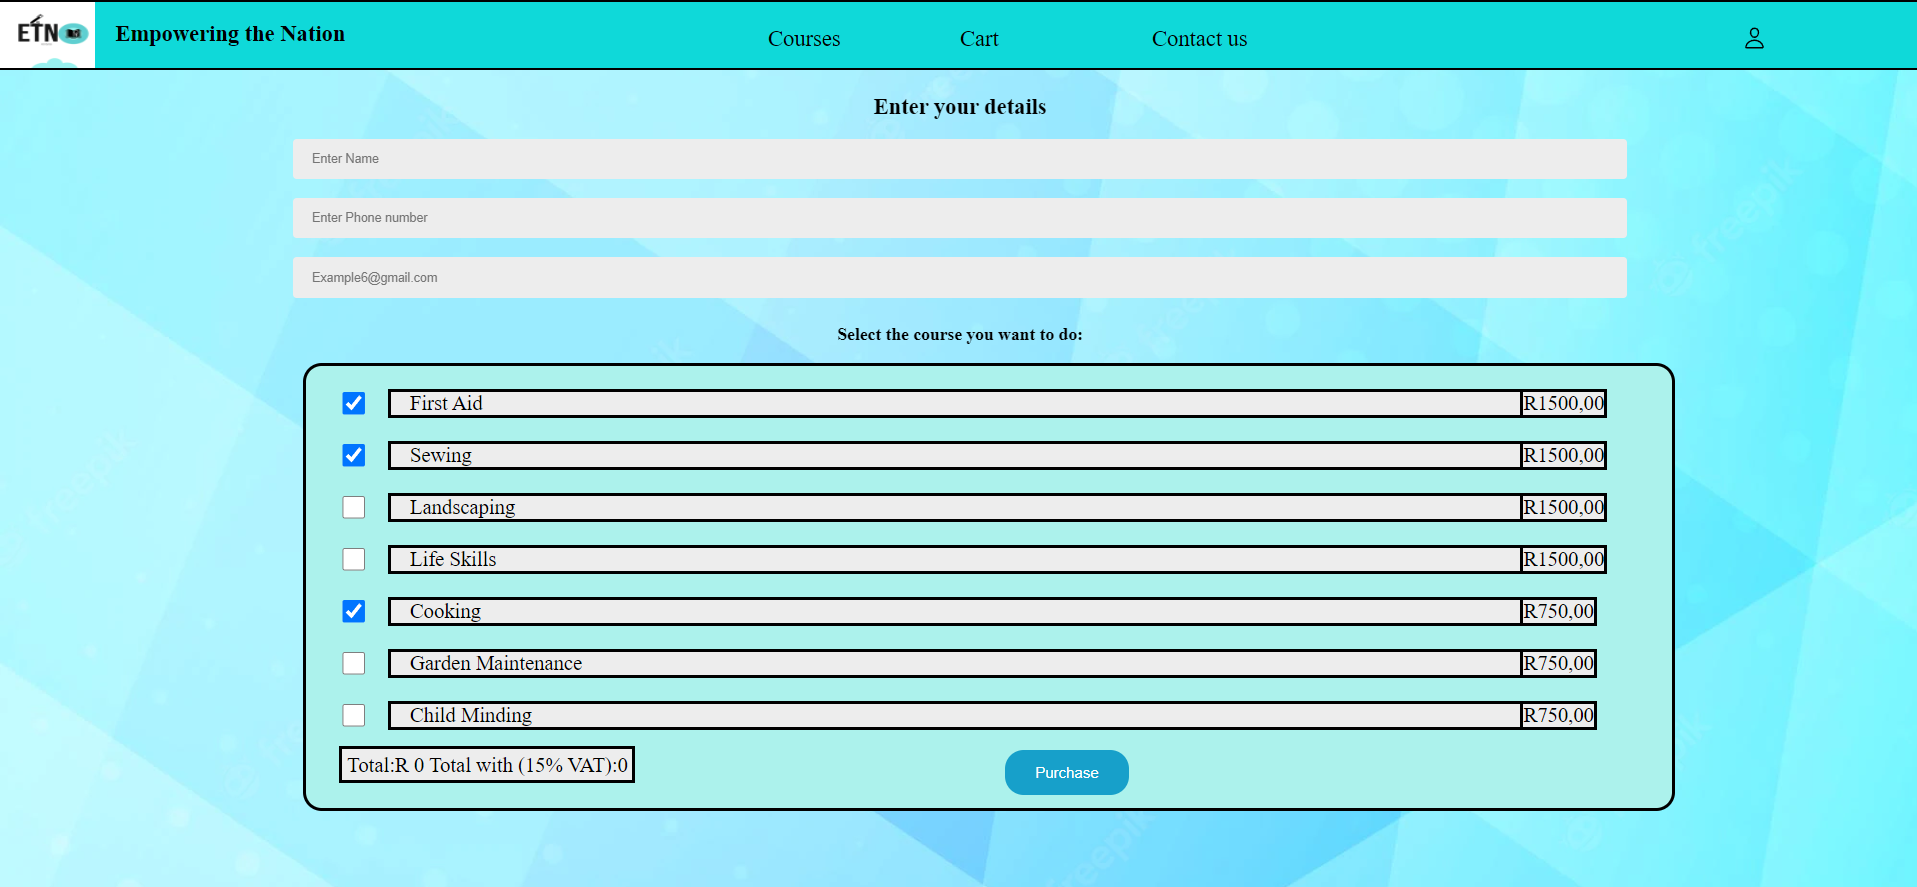 ETN
Empowering the Nation
Courses
Cart
Contact us
Enter your details
Enter Name
Enter Phone number
Example6@gmail.com
Select the course you want to do:
First Aid R1500,00
Sewing R1500,00
Landscaping R1500,00
Life Skills R1500,00
Cooking R750,00
Garden Maintenance R750,00
Child Minding R750,00
Total:R 0 Total with (15% VAT):0
Purchase
freepik